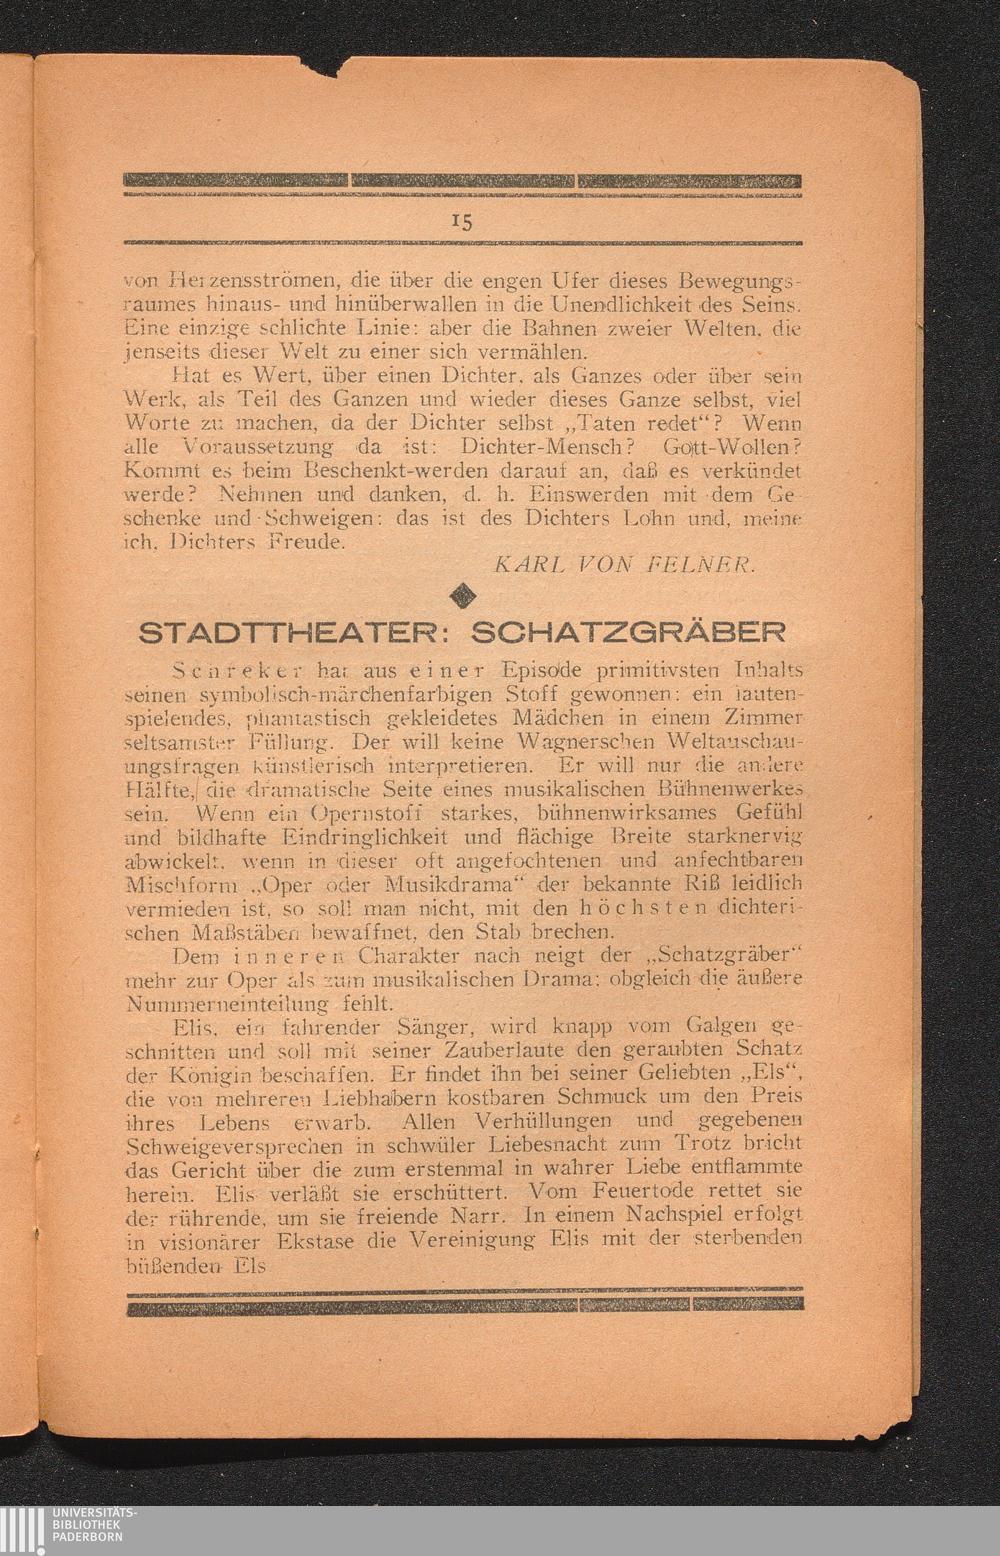 15
von Herzensströmen, die über die engen Ufer dieses Bewegungs-
raumes hinaus- und hinüberwallen in die Unendlichkeit des Seins.
Eine einzige schlichte Linie: aber die Bahnen zweier Welten, die
jenseits dieser Welt zu einer sich vermählen.
Hat es Wert, über einen Dichter, als Ganzes oder über sein
Werk, als Teil des Ganzen und wieder dieses Ganze selbst, viel
Worte zu machen, da der Dichter selbst „Taten redet“? Wenn
alle Voraussetzung da ist: Dichter-Mensch? Gott-Wollen?
Kommt es beim Beschenkt-werden darauf an, daß es verkündet
werde? Nehmen und danken, d. h. Einswerden mit dem Ge-
schenke und Schweigen: das ist des Dichters Lohn und, meine
ich, Dichters Freude.
KARL VON FELNER.
STADTTHEATER: SCHATZGRÄBER
Schreker hat aus einer Episode primitivsten Inhalts
seinen symbolisch-märchenfarbigen Stoff gewonnen: ein lauten-
spielendes, phantastisch gekleidetes Mädchen in einem Zimmer
seltsamster Füllung. Der will keine Wagnerschen Weltauschau-
ungsfragen künstlerisch interpretieren. Er will nur die andere
Hälfte, die dramatische Seite eines musikalischen Bühnenwerkes
sein. Wenn ein Opernstoff starkes, bühnenwirksames Gefühl
und bildhafte Eindringlichkeit und flächige Breite starknervig
abwickelt, wenn in dieser oft angefochtenen und anfechtbaren
Mischform „Oper oder Musikdrama“ der bekannte Riß leidlich
vermieden ist, so soll man nicht, mit den höchsten dichteri-
schen Maßstäben bewaffnet, den Stab brechen.
Dem inneren Charakter nach neigt der „Schatzgräber“
mehr zur Oper als zum musikalischen Drama; obgleich die äußere
Nummerneinteilung fehlt.
Elis, ein fahrender Sänger, wird knapp vom Galgen ge-
schnitten und soll mit seiner Zauberlaute den geraubten Schatz
der Königin beschaffen. Er findet ihn bei seiner Geliebten „Els“,
die von mehreren Liebhabern kostbaren Schmuck um den Preis
ihres Lebens erwarb. Allen Verhüllungen und gegebenen
Schweigeversprechen in schwüler Liebesnacht zum Trotz bricht
das Gericht über die zum erstenmal in wahrer Liebe entflammte
herein. Elis verläßt sie erschüttert. Vom Feuertode rettet sie
der rührende, um sie freiende Narr. In einem Nachspiel erfolgt
in visionärer Ekstase die Vereinigung Elis mit der sterbenden
büßenden Els
UNIVERSITÄTS-
BIBLIOTHEK
PADERBORN